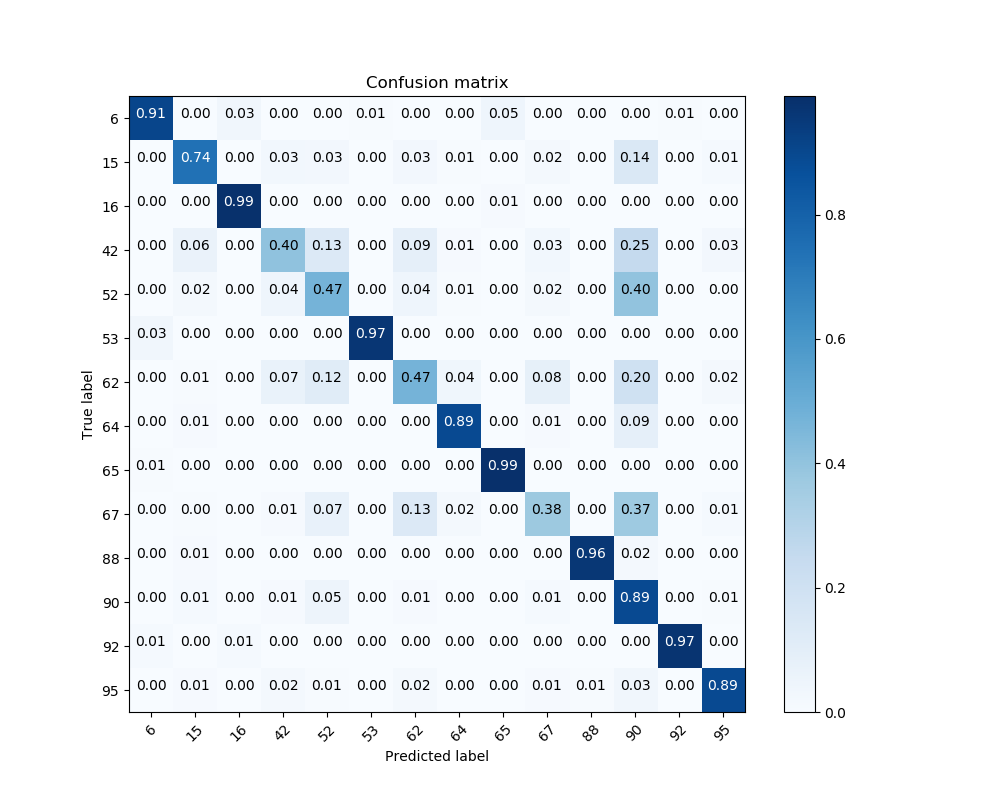 Confusion matrix
6 0.91 0.00 0.03 0.00 0.00 0.01 0.00 0.00 0.05 0.00 0.00 0.00 0.01 0.00
15 0.00 0.74 0.00 0.03 0.03 0.00 0.03 0.01 0.02 0.02 0.00 0.14 0.00 0.01
16 0.00 0.00 0.99 0.00 0.00 0.00 0.00 0.00 0.01 0.00 0.00 0.00 0.00 0.00
0.8
42 0.00 0.06 0.00 0.40 0.13 0.00 0.09 0.01 0.00 0.03 0.00 0.25 0.00 0.03
52 0.00 0.02 0.00 0.04 0.47 0.00 0.04 0.01 0.00 0.02 0.00 0.40 0.00 0.00
53 0.03 0.00 0.00 0.00 0.00 0.97 0.00 0.00 0.00 0.00 0.00 0.00 0.00 0.00
0.6
62 0.00 0.01 0.00 0.07 0.12 0.00 0.47 0.04 0.00 0.08 0.00 0.20 0.00 0.02
True label
64 0.00 0.01 0.00 0.00 0.00 0.00 0.00 0.89 0.00 0.01 0.00 0.09 0.00 0.00
65 0.01 0.00 0.00 0.00 0.00 0.00 0.00 0.00 0.99 0.00 0.00 0.00 0.00 0.00
0.4
67 0.00 0.00 0.00 0.01 0.07 0.00 0.13 0.02 0.00 0.38 0.00 0.37 0.00 0.01
88 0.00 0.01 0.00 0.00 0.00 0.00 0.00 0.00 0.00 0.00 0.96 0.02 0.00 0.00
0.2
90 0.00 0.01 0.00 0.01 0.05 0.00 0.01 0.00 0.00 0.01 0.00 0.89 0.00 0.01
92 0.01 0.00 0.01 0.00 0.00 0.00 0.00 0.00 0.00 0.00 0.00 0.00 0.97 0.00
95 0.00 0.01 0.00 0.02 0.01 0.00 0.02 0.00 0.00 0.01 0.01 0.03 0.00 0.89
0.0
6 15 16 42 52 53 62 64 65 67 88 90 92 95
Predicted label